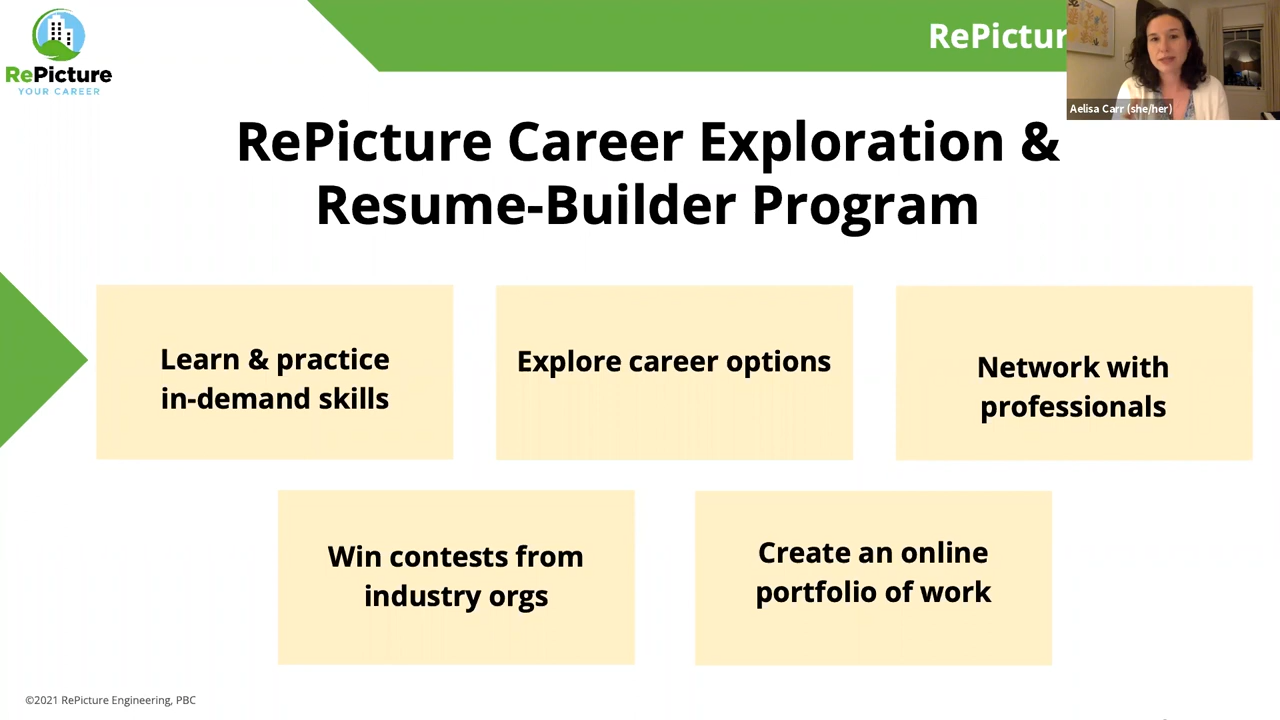 RePicture
YOUR CAREER
Aelisa Carr (she/her)
RePicture Career Exploration &
Resume-Builder Program
Learn & practice
in-demand skills
Explore career options
Network with
professionals
Win contests from
industry orgs
Create an online
portfolio of work
©2021 RePicture Engineering, PBC